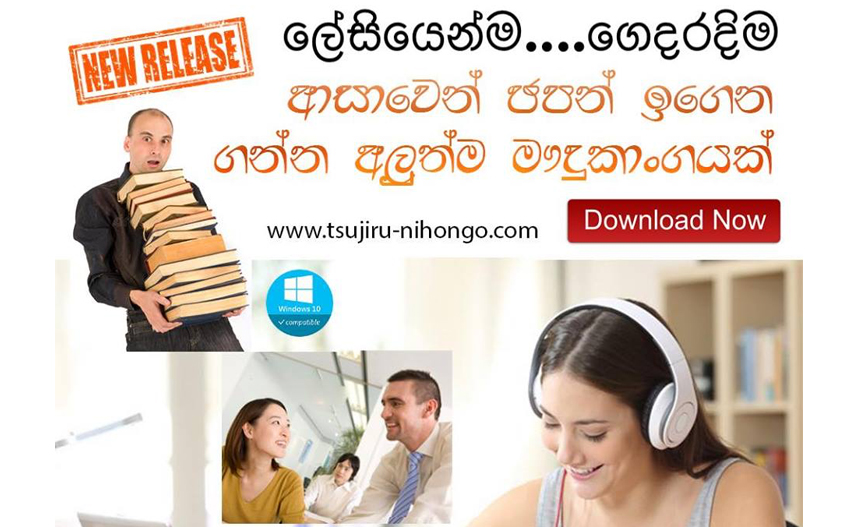 NEW RELEASE
ලේසියෙන්ම....ගෙදරදිම
ආසාවෙන් ජපන් ඉගෙන
ගන්න අලුත්ම මෘදුකාංගයක්
www.tsujiru-nihongo.com
Download Now
Windows 10
compatible